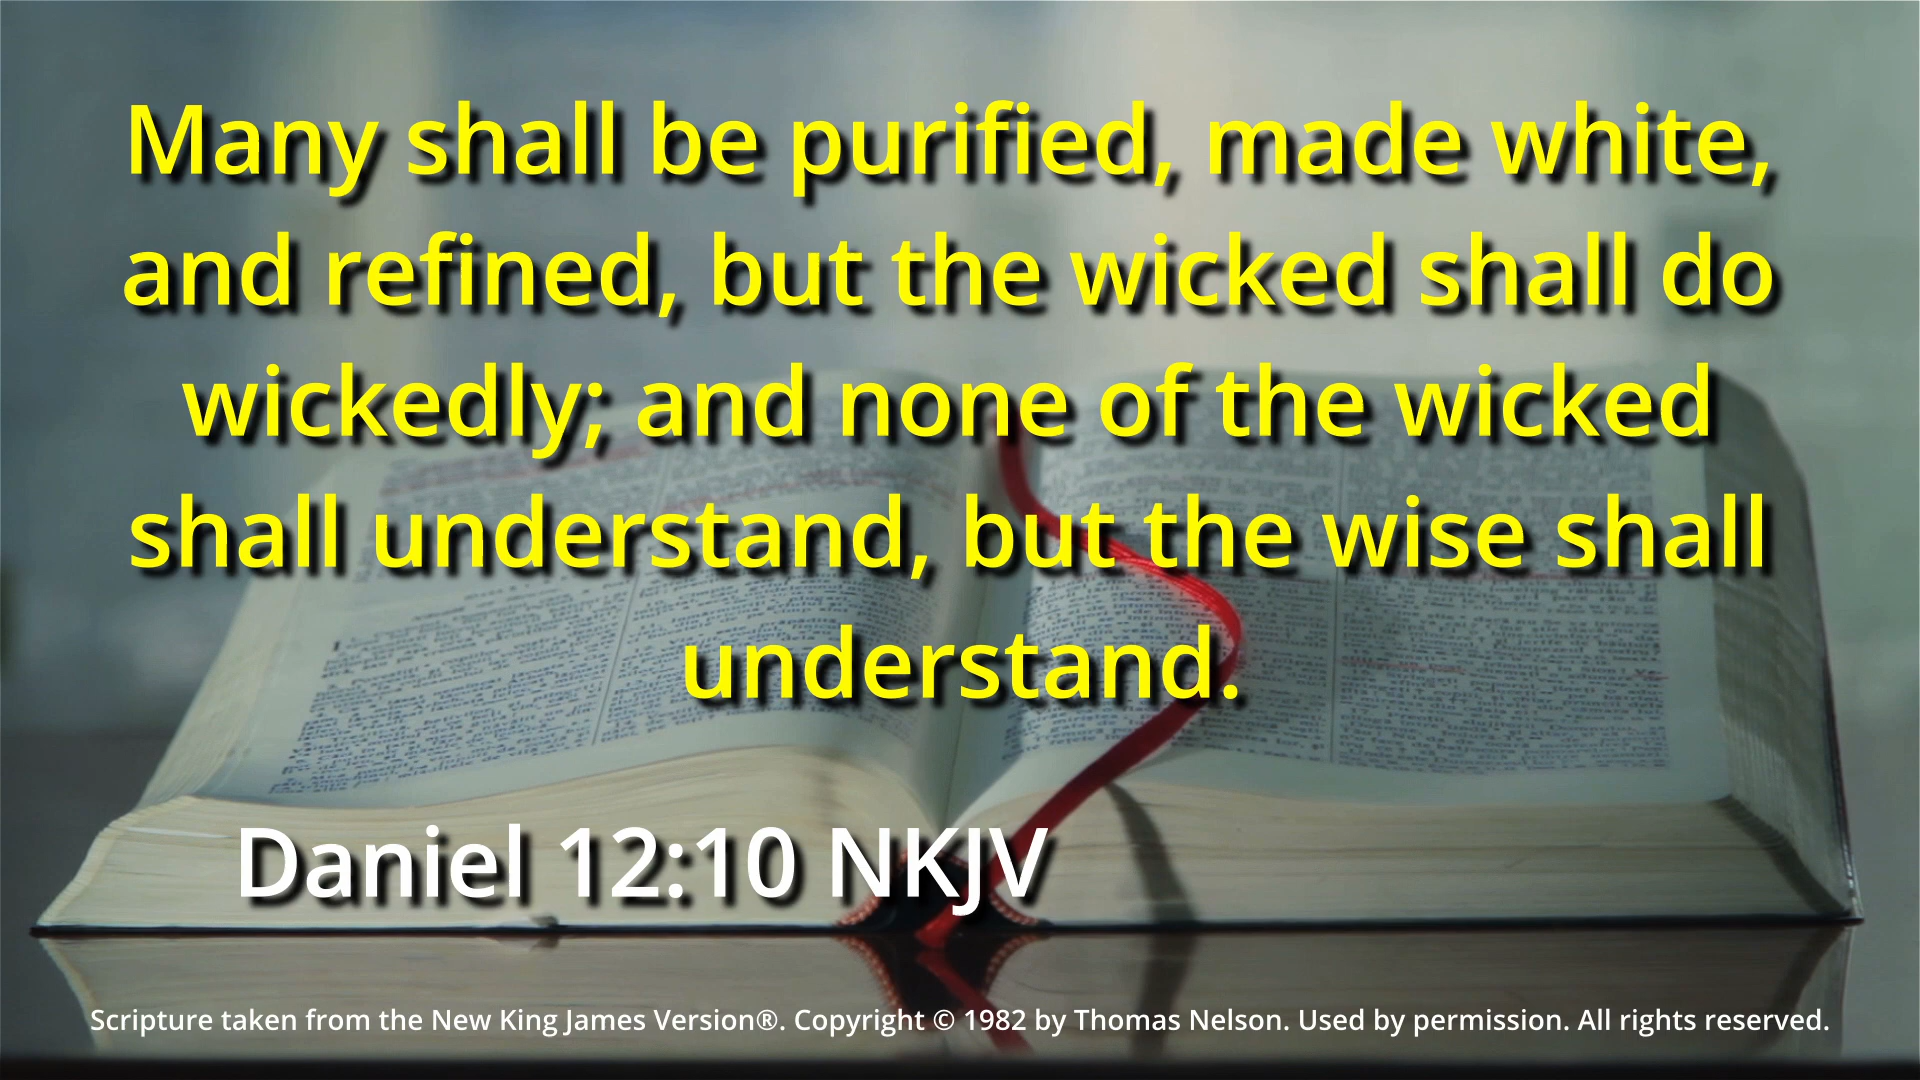 Many shall be purified, made white,
and refined, but the wicked shall do
wickedly; and none of the wicked
shall understand, but the wise shall
understand.
Daniel 12:10 NKJV
Scripture taken from the New King James Version®. Copyright © 1982 by Thomas Nelson. Used by permission. All rights reserved.